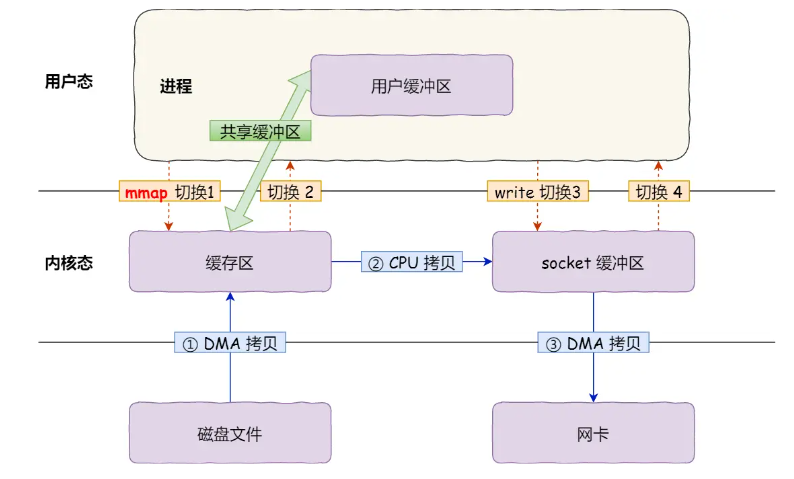 用户态
进程
用户缓冲区
共享缓冲区
mmap 切换1
切换 2
write 切换3
切换 4
内核态
缓存区
② CPU 拷贝
socket 缓冲区
① DMA 拷贝
③ DMA 拷贝
磁盘文件
网卡